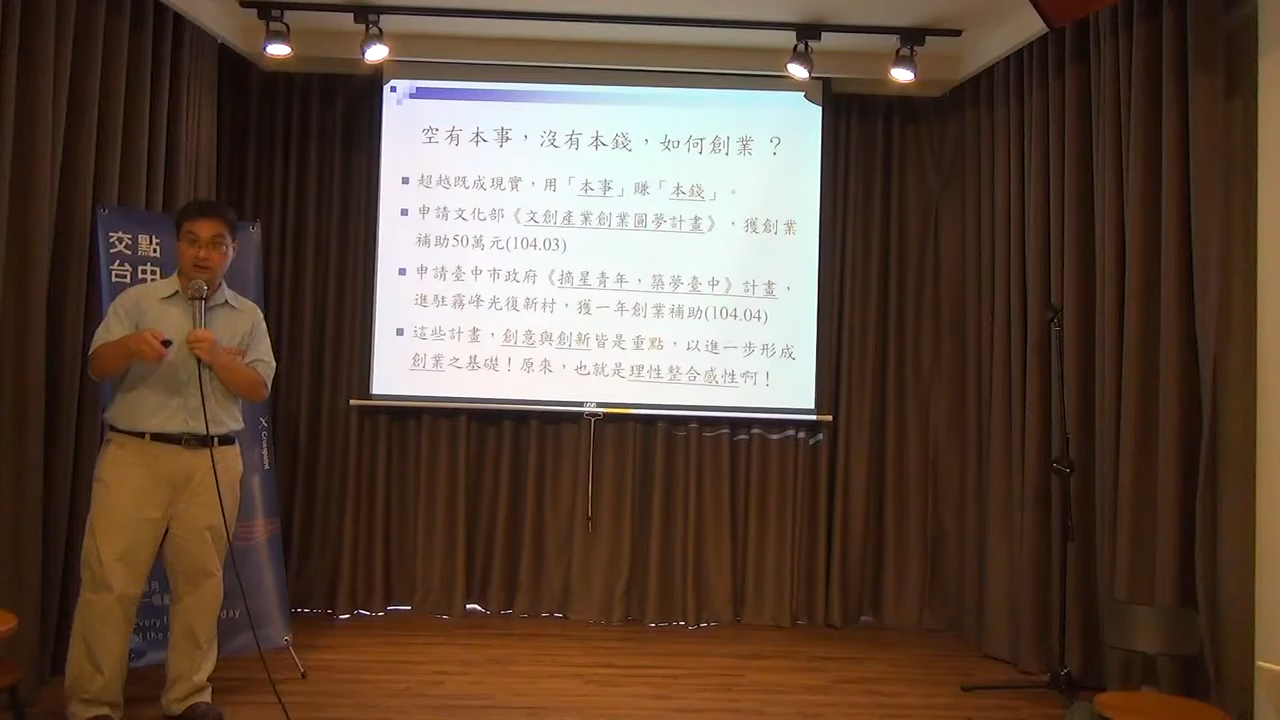 空有本事，沒有本錢，如何創業？
超越既成現實，用「本事」賺「本錢」。
申請文化部《文創產業創業圓夢計畫》，獲創業
補助50萬元(104.03)
申請臺中市政府《摘星青年，築夢臺中》計畫，
進駐霧峰光復新村，獲一年創業補助(104.04)
這些計畫，創意與創新皆是重點，以進一步形成
創業之基礎！原來，也就是理性整合感性啊！
交點
台中
Crosspoint